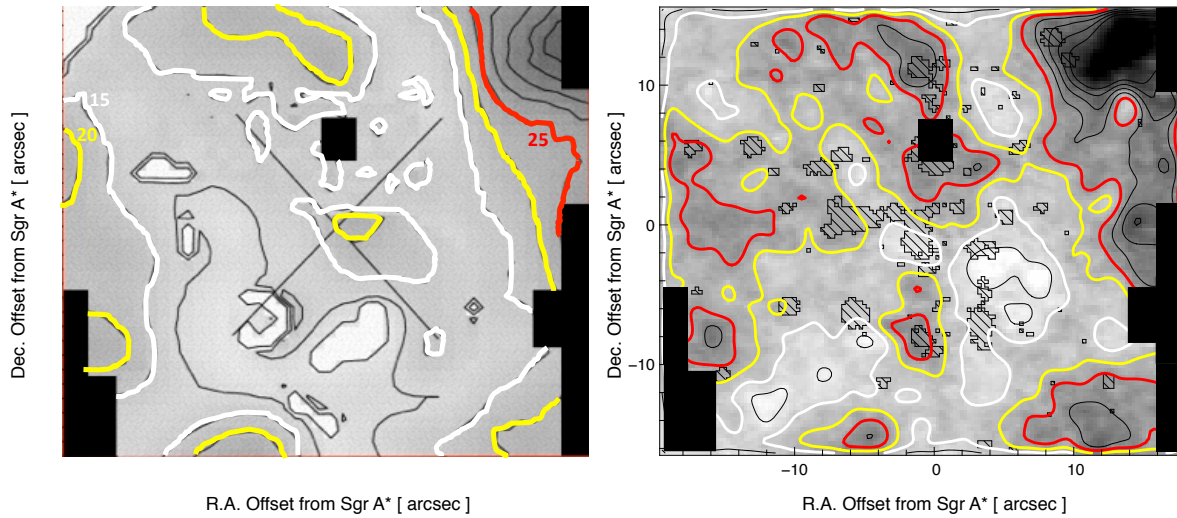 15
20
25
Dec. Offset from Sgr A* [ arcsec ]
R.A. Offset from Sgr A* [ arcsec ]
10
0
−10
−10
0
10
Dec. Offset from Sgr A* [ arcsec ]
R.A. Offset from Sgr A* [ arcsec ]